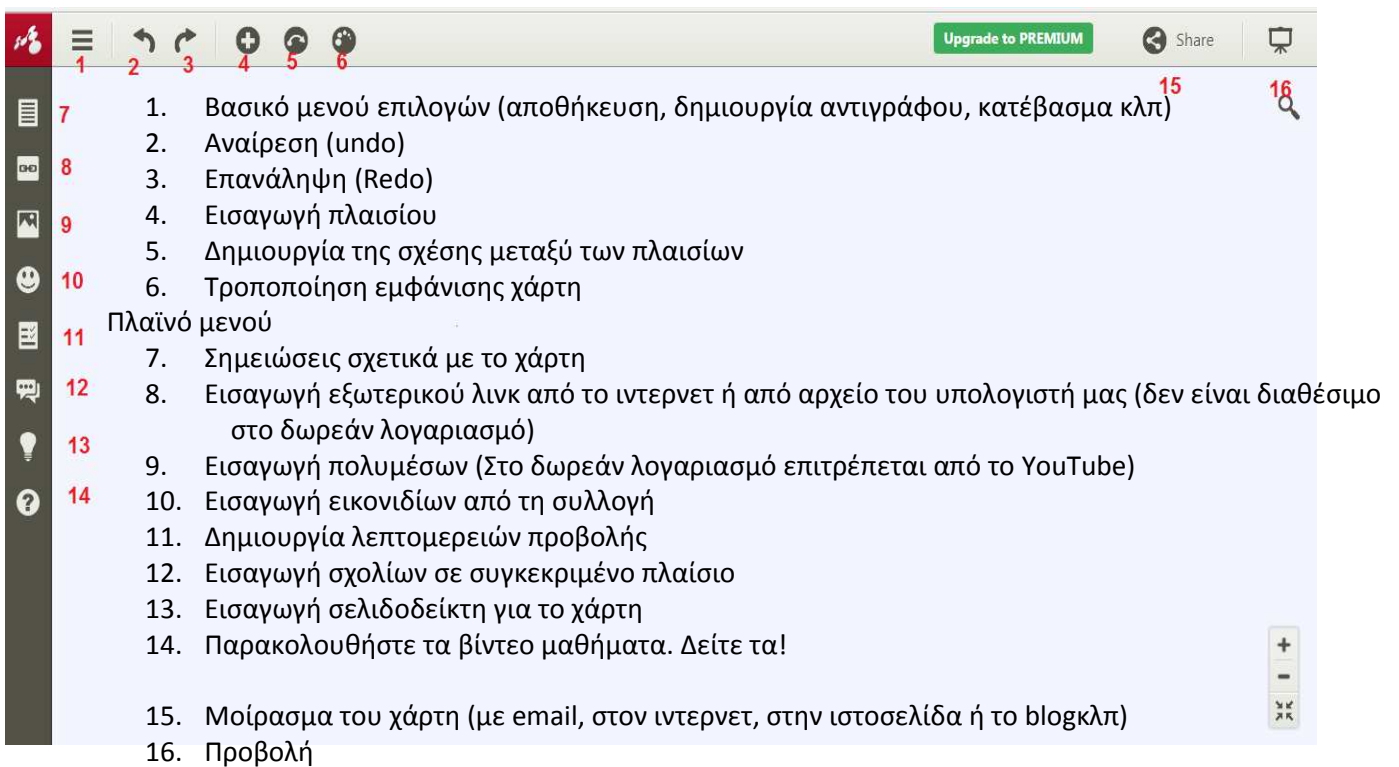 Upgrade to PREMIUM Share
1 2 3 4 5 6 15 16
7 1. Βασικό μενού επιλογών (αποθήκευση, δημιουργία αντιγράφου, κατέβασμα κλπ)
2. Αναίρεση (undo)
8 3. Επανάληψη (Redo)
9 4. Εισαγωγή πλαισίου
5. Δημιουργία της σχέσης μεταξύ των πλαισίων
10 6. Τροποποίηση εμφάνισης χάρτη
Πλαϊνό μενού
11 7. Σημειώσεις σχετικά με το χάρτη
12 8. Εισαγωγή εξωτερικού λινκ από το ιντερνετ ή από αρχείο του υπολογιστή μας (δεν είναι διαθέσιμο
στο δωρεάν λογαριασμό)
13 9. Εισαγωγή πολυμέσων (Στο δωρεάν λογαριασμό επιτρέπεται από το YouTube)
14 10. Εισαγωγή εικονιδίων από τη συλλογή
11. Δημιουργία λεπτομερειών προβολής
12. Εισαγωγή σχολίων σε συγκεκριμένο πλαίσιο
13. Εισαγωγή σελιδοδείκτη για το χάρτη
14. Παρακολουθήστε τα βίντεο μαθήματα. Δείτε τα!
15. Μοίρασμα του χάρτη (με email, στον ιντερνετ, στην ιστοσελίδα ή το blogκλπ)
16. Προβολή